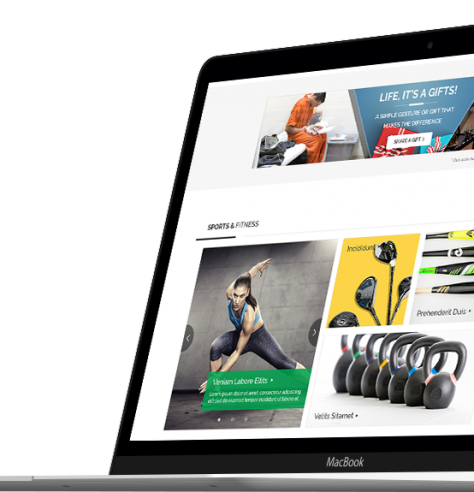 LIFE, IT'S A GIFTS!
A SIMPLE GESTURE OR GIFT THAT
MAKES THE DIFFERENCE
SHARE A GIFT >
SPORTS & FITNESS
Incididunt
Prehenderit Duis
Veniam Labore Elits
Lorem ipsum dolor sit amet, consectetur adipiscing
elit sed do eiusmod tempor incididunt ut labore et.
Velits Sitamet
MacBook